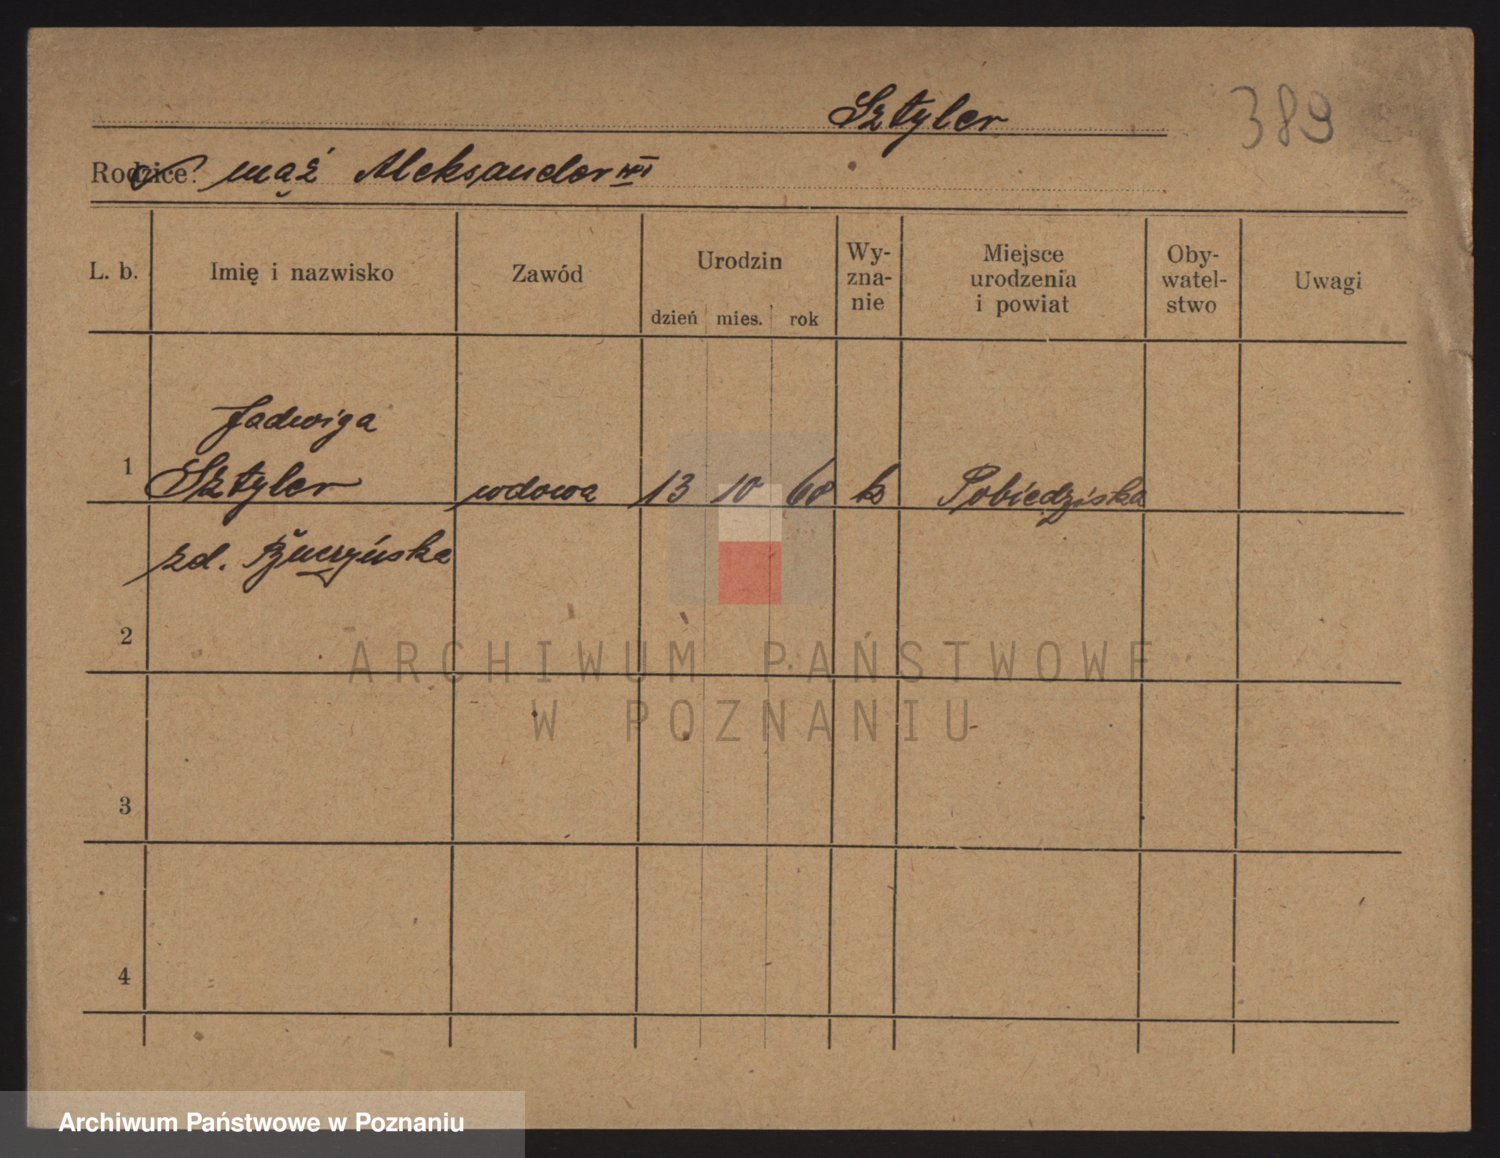 Sztyler 389
Rodzice: mąż Aleksander
L. b. Imię i nazwisko Zawód Urodzin dzień mies. rok Wy-zna-nie Miejsce urodzenia i powiat Oby-watel-stwo Uwagi
Jadwiga
1 Sztyler wdowa 13 10 68 k Pobiedziska
zd.
2
ARCHIWUM PAŃSTWOWE
W POZNANIU
3
4
Archiwum Państwowe w Poznaniu